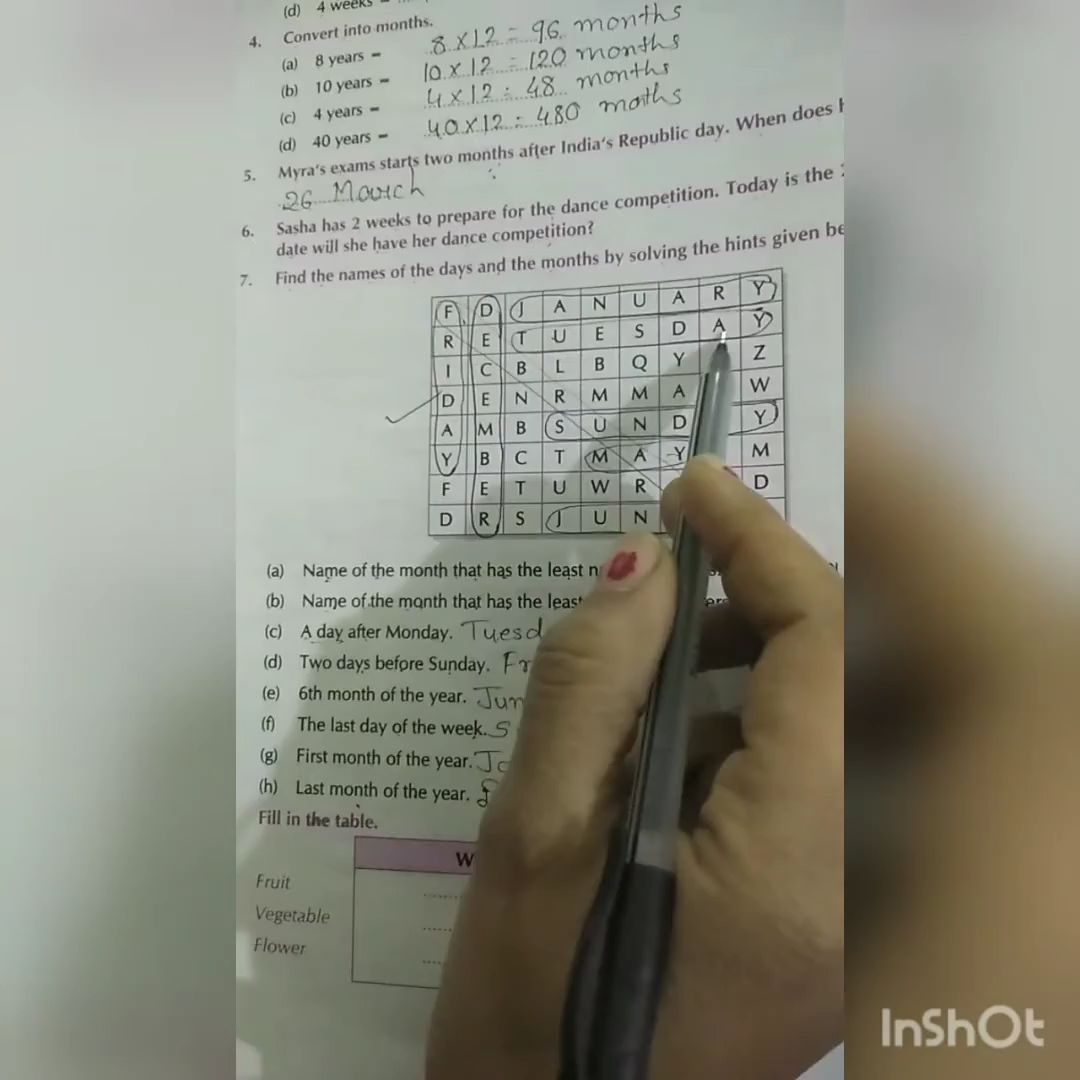 (d) 4 weeks -
4. Convert into months.
(a) 8 years = 8 x 12 = 96 months
(b) 10 years = 10 x 12 = 120 months
(c) 4 years = 4 x 12 = 48 months
(d) 40 years = 40 x 12 = 480 moths
5. Myra's exams starts two months after India's Republic day. When does h
26 March
6. Sasha has 2 weeks to prepare for the dance competition. Today is the
date will she have her dance competition?
7. Find the names of the days and the months by solving the hints given be
F D J A N U A R Y
R E T U E S D A Y
I C B L B Q Y Z
D E N R M M A W
A M B S U N D Y
Y B C T M A Y M
F E T U W R D
D R S J U N
(a) Name of the month that has the least n
(b) Name of the month that has the least
(c) A day after Monday. Tuesd
(d) Two days before Sunday. Fr
(e) 6th month of the year. Jun
(f) The last day of the week. S
(g) First month of the year. Ja
(h) Last month of the year.
Fill in the table.
W
Fruit
Vegetable
Flower
InShOt